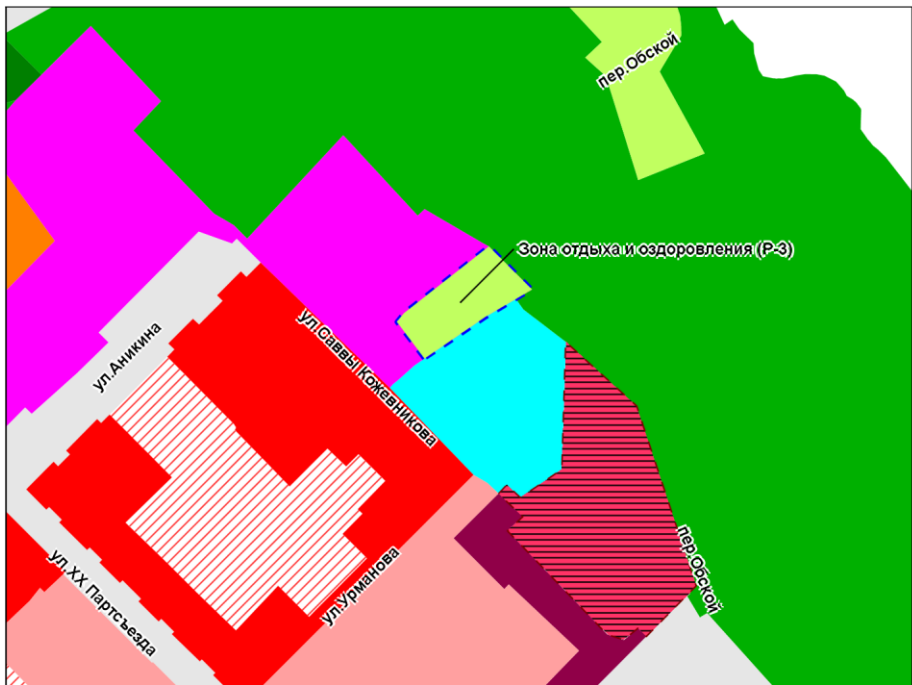 пер.Обской
Зона отдыха и оздоровления (Р-3)
ул.Саввы Кожевникова
ул.Аникина
ул.ХХ Партсъезда
ул.Урманова
пер.Обской